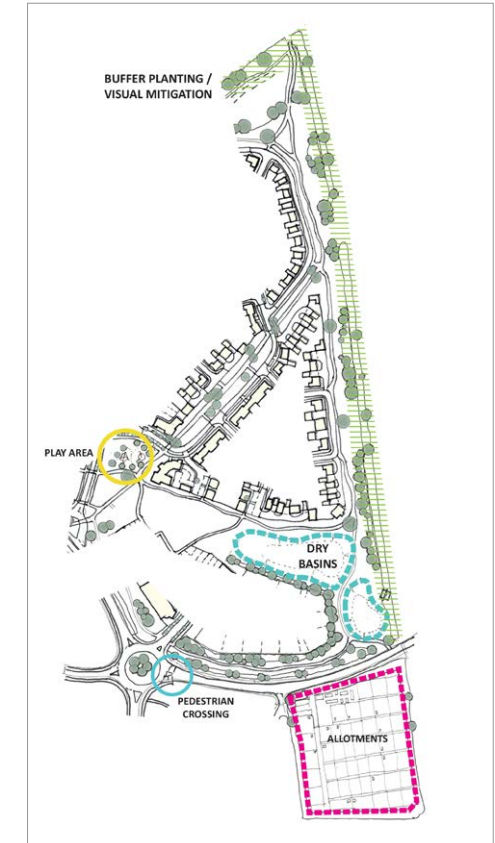 BUFFER PLANTING /
VISUAL MITIGATION
PLAY AREA
DRY
BASINS
PEDESTRIAN
CROSSING
ALLOTMENTS